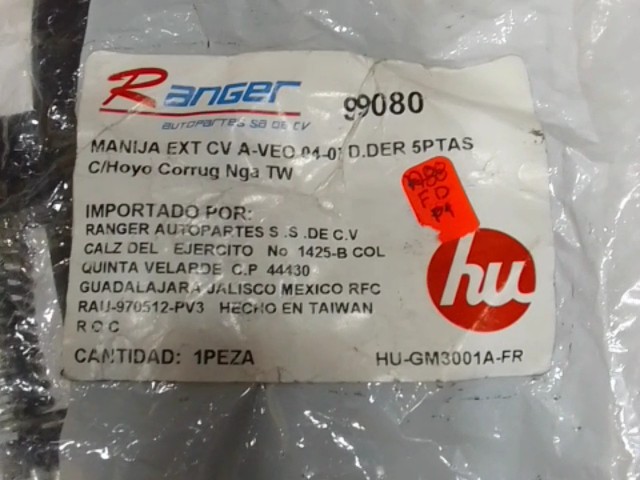 Ranger
AUTOPARTES SA DE CV
99080
MANIJA EXT CV A-VEO 04-07 D.DER 5PTAS
C/Hoyo Corrug Nga TW
IMPORTADO POR:
RANGER AUTOPARTES S .S .DE C.V
CALZ DEL EJERCITO No 1425-B COL
QUINTA VELARDE C.P 44430
GUADALAJARA JALISCO MEXICO RFC
RAU-970512-PV3 HECHO EN TAIWAN
R O C
CANTIDAD: 1PEZA
F D
hu
HU-GM3001A-FR